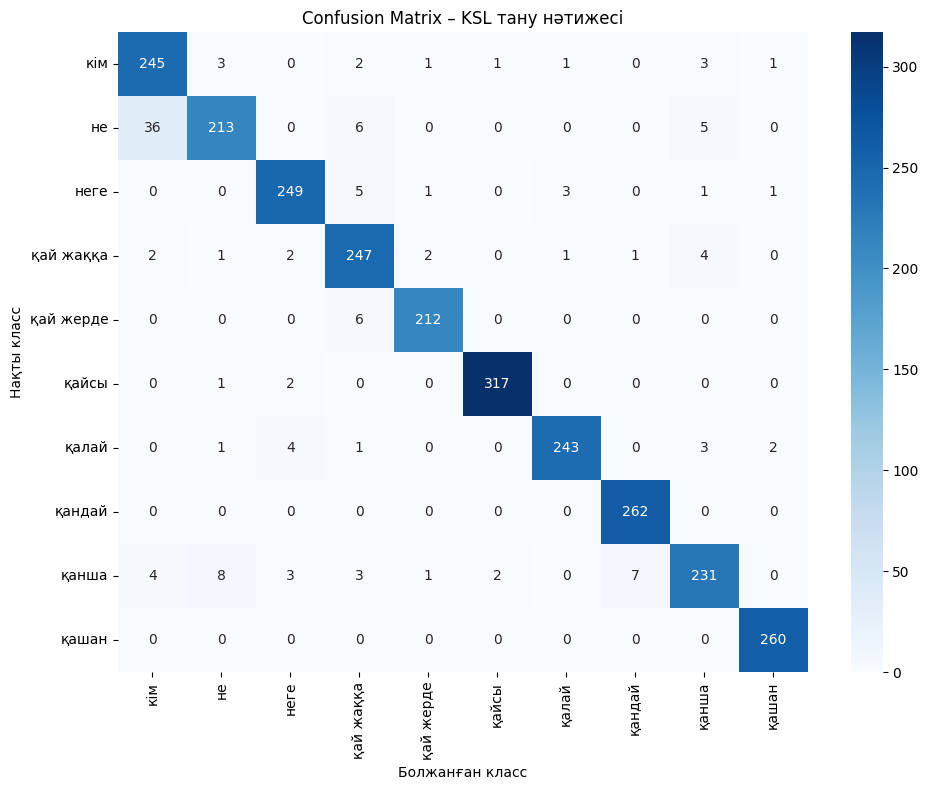 Confusion Matrix – KSL тану нәтижесі
кім 245 3 0 2 1 1 1 0 3 1
не 36 213 0 6 0 0 0 0 5 0
неге 0 0 249 5 1 0 3 0 1 1
қай жаққа 2 1 2 247 2 0 1 1 4 0
қай жерде 0 0 0 6 212 0 0 0 0 0
қайсы 0 1 2 0 0 317 0 0 0 0
қалай 0 1 4 1 0 0 243 0 3 2
қандай 0 0 0 0 0 0 0 262 0 0
қанша 4 8 3 3 1 2 0 7 231 0
қашан 0 0 0 0 0 0 0 0 0 260
кім не неге қай жаққа қай жерде қайсы қалай қандай қанша қашан
Болжанған класс
Нақты класс
300
250
200
150
100
50
0